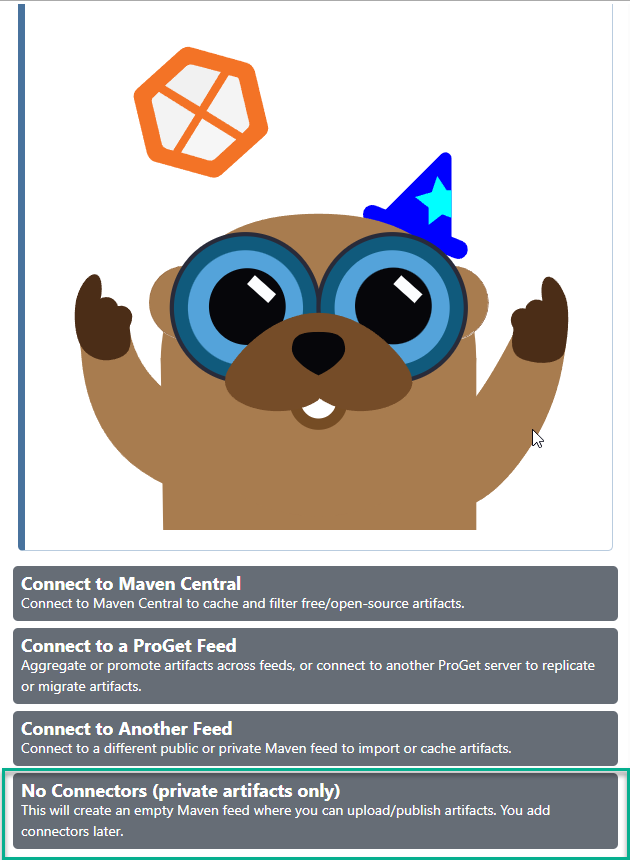 Connect to Maven Central
Connect to Maven Central to cache and filter free/open-source artifacts.
Connect to a ProGet Feed
Aggregate or promote artifacts across feeds, or connect to another ProGet server to replicate
or migrate artifacts.
Connect to Another Feed
Connect to a different public or private Maven feed to import or cache artifacts.
No Connectors (private artifacts only)
This will create an empty Maven feed where you can upload/publish artifacts. You add
connectors later.